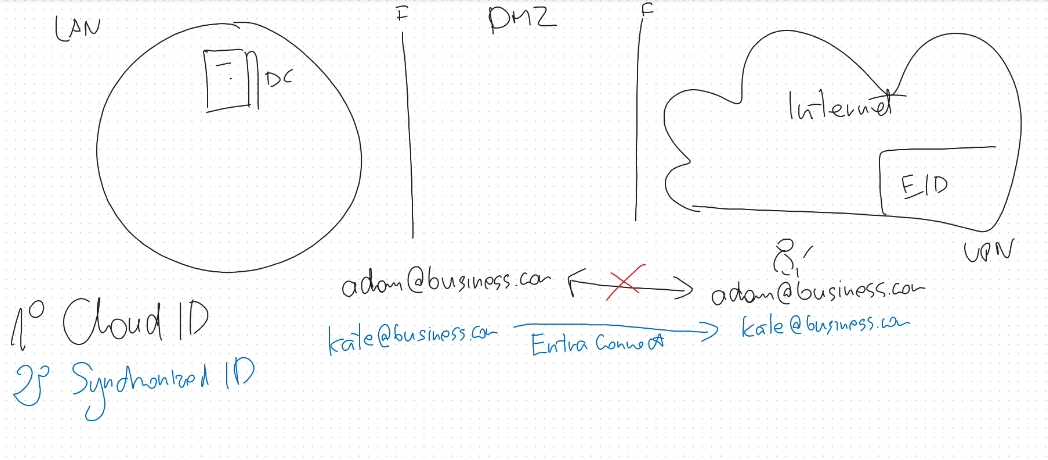 LAN
F
DMZ
F
DC
Internet
EID
UPN
adam@business.com
adam@business.com
1° Cloud ID
kate@business.com
Entra Connect
kate@business.com
2° Synchronized ID